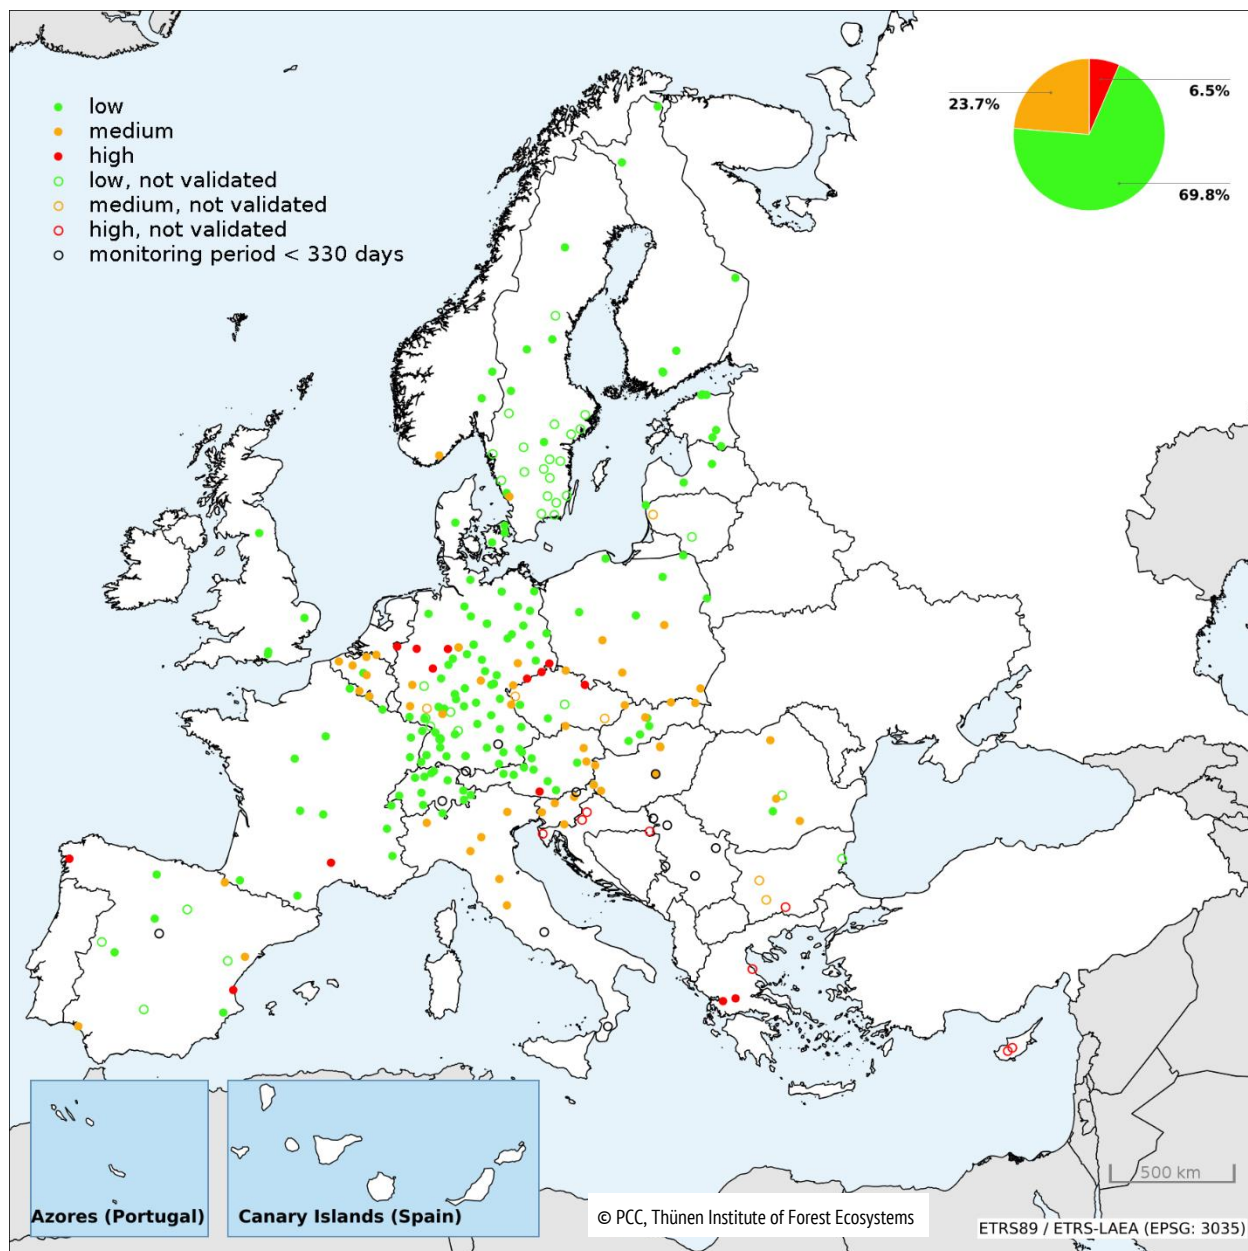 low
medium
high
low, not validated
medium, not validated
high, not validated
monitoring period < 330 days
6.5%
23.7%
69.8%
500 km
Azores (Portugal)
Canary Islands (Spain)
© PCC, Thünen Institute of Forest Ecosystems
ETRS89 / ETRS-LAEA (EPSG: 3035)